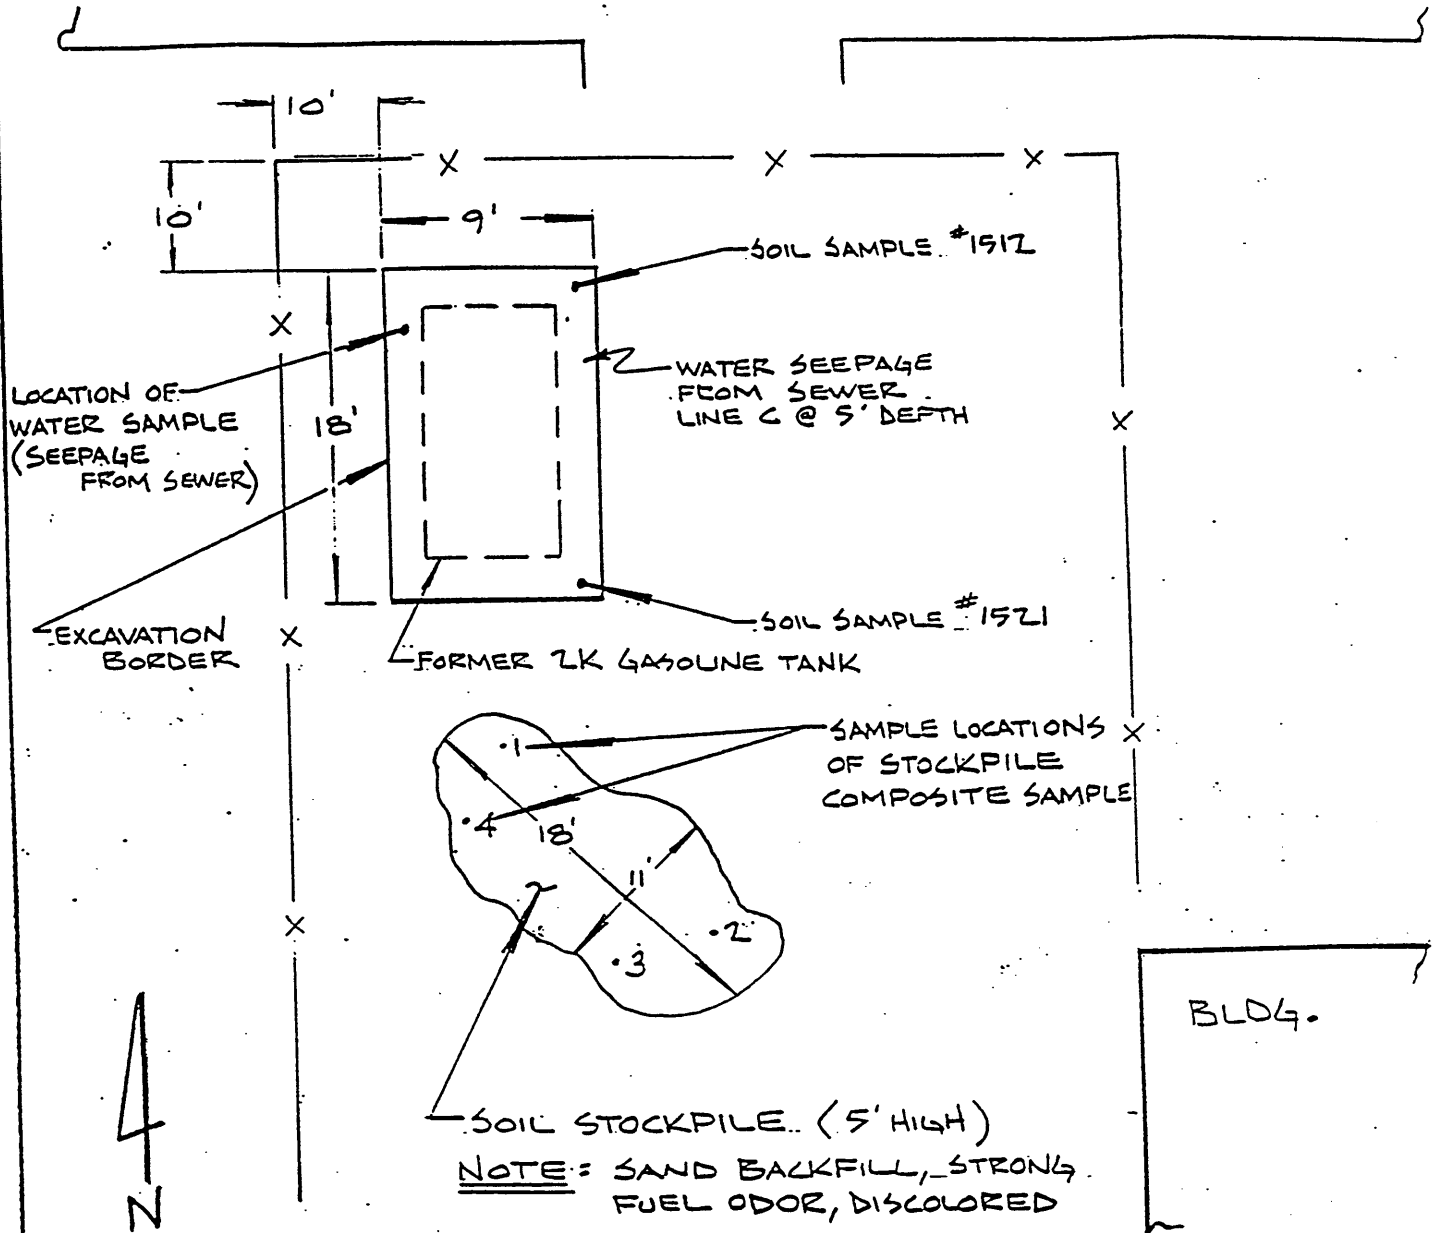 10'
10'
9'
SOIL SAMPLE #1512
LOCATION OF
WATER SAMPLE
(SEEPAGE
FROM SEWER)
18'
WATER SEEPAGE
FROM SEWER
LINE C @ 5' DEPTH
EXCAVATION
BORDER
SOIL SAMPLE #1521
FORMER 2K GASOLINE TANK
SAMPLE LOCATIONS
OF STOCKPILE
COMPOSITE SAMPLE
1
4
18'
11'
2
3
BLDG.
SOIL STOCKPILE (5' HIGH)
NOTE: SAND BACKFILL, STRONG
FUEL ODOR, DISCOLORED
N